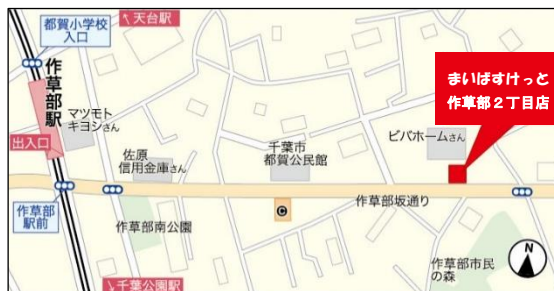 天台駅
都賀小学校
入口
作草部駅
マツモト
キヨシさん
出入口
佐原
信用金庫さん
千葉市
都賀公民館
ビバホームさん
まいばすけっと
作草部２丁目店
作草部
駅前
作草部南公園
C
作草部坂通り
千葉公園駅
作草部市民
の森
N